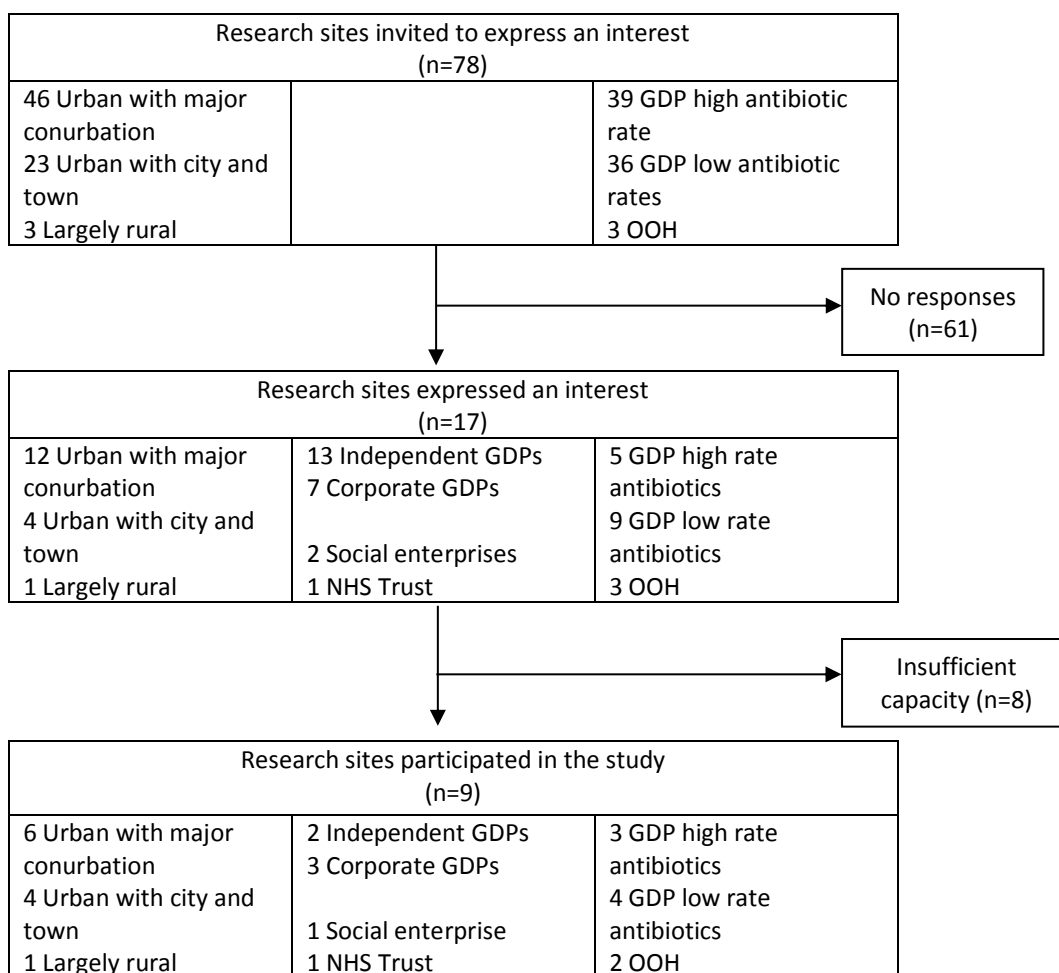 Research sites invited to express an interest
(n=78)
46 Urban with major
conurbation
23 Urban with city and
town
3 Largely rural
39 GDP high antibiotic
rate
36 GDP low antibiotic
rates
3 OOH
No responses
(n=61)
Research sites expressed an interest
(n=17)
12 Urban with major
conurbation
4 Urban with city and
town
1 Largely rural
13 Independent GDPs
7 Corporate GDPs
2 Social enterprises
1 NHS Trust
5 GDP high rate
antibiotics
9 GDP low rate
antibiotics
3 OOH
Insufficient
capacity (n=8)
Research sites participated in the study
(n=9)
6 Urban with major
conurbation
4 Urban with city and
town
1 Largely rural
2 Independent GDPs
3 Corporate GDPs
1 Social enterprise
1 NHS Trust
3 GDP high rate
antibiotics
4 GDP low rate
antibiotics
2 OOH